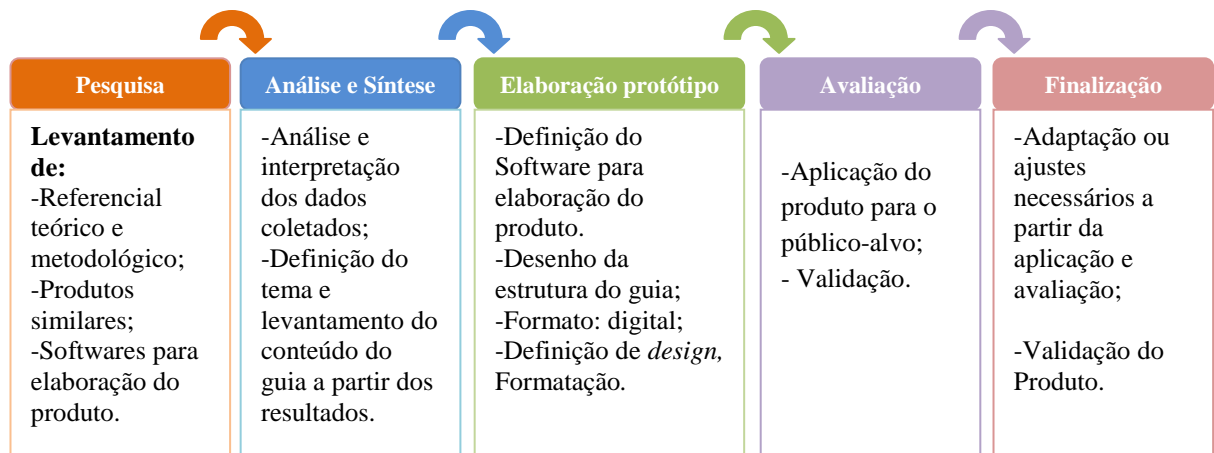 Pesquisa
Levantamento
de:
-Referencial
teórico e
metodológico;
-Produtos
similares;
-Softwares para
elaboração do
produto.
Análise e Síntese
-Análise e
interpretação
dos dados
coletados;
-Definição do
tema e
levantamento do
conteúdo do
guia a partir dos
resultados.
Elaboração protótipo
-Definição do
Software para
elaboração do
produto.
-Desenho da
estrutura do guia;
-Formato: digital;
-Definição de design,
Formatação.
Avaliação
-Aplicação do
produto para o
público-alvo;
- Validação.
Finalização
-Adaptação ou
ajustes
necessários a
partir da
aplicação e
avaliação;
-Validação do
Produto.